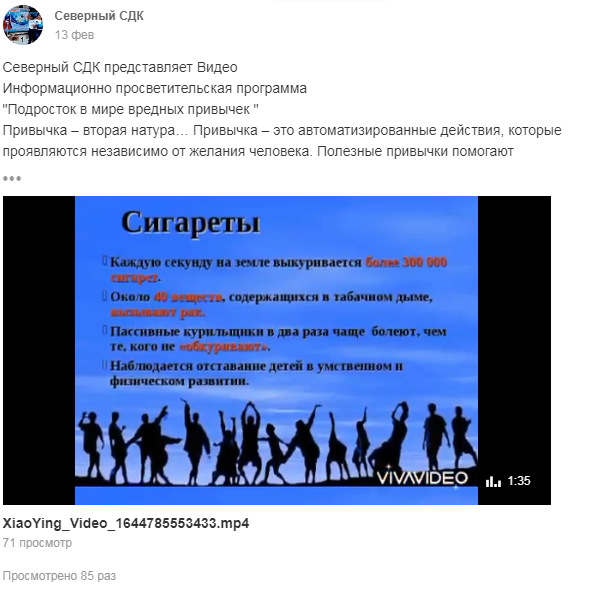 Северный СДК
13 фев
Северный СДК представляет Видео
Информационно просветительская программа
"Подросток в мире вредных привычек "
Привычка – вторая натура… Привычка – это автоматизированные действия, которые
проявляются независимо от желания человека. Полезные привычки помогают
•••
Сигареты
Каждую секунду на земле выкуривается более 300 000
сигарет.
Около 40 веществ, содержащихся в табачном дыме,
вызывают рак.
Пассивные курильщики в два раза чаще болеют, чем
те, кого не «обкуривают».
Наблюдается отставание детей в умственном и
физическом развитии.
VIVAVIDEO
1:35
XiaoYing_Video_1644785553433.mp4
71 просмотр
Просмотрено 85 раз